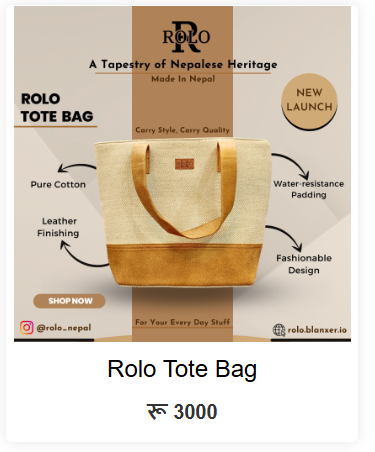 R
ROLO
A Tapestry of Nepalese Heritage
Made In Nepal
ROLO
TOTE BAG
NEW
LAUNCH
Carry Style, Carry Quality
Pure Cotton
Water-resistance
Padding
Leather
Finishing
Fashionable
Design
SHOP NOW
@rolo_nepal
For Your Every Day Stuff
rolo.blanxer.io
Rolo Tote Bag
रू 3000